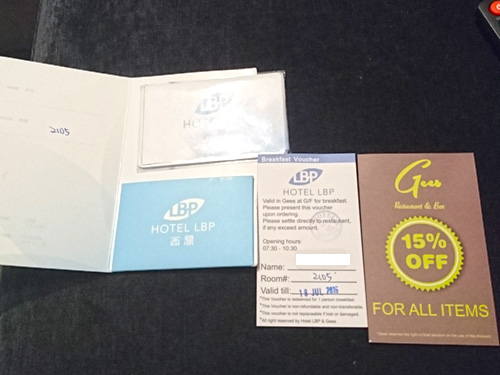 2105
LBP
HOTEL LBP
LBP
HOTEL LBP
Breakfast Voucher
LBP
HOTEL LBP
Valid in Gees at G/F for breakfast.
Please present this voucher
upon ordering.
Please settle directly to restaurant,
if any exceed amount.
Opening hours:
07:30 - 10:30
Name:
Room#: 2105
Valid till: 18 JUL 2016
*This voucher is redeemed for 1 person breakfast.
*This voucher is non-refundable and non-transferable.
*This voucher is not replaceable if lost or damaged.
*All right reserved by Hotel LBP & Gees.
Gees
Restaurant & Bar
15%
OFF
FOR ALL ITEMS